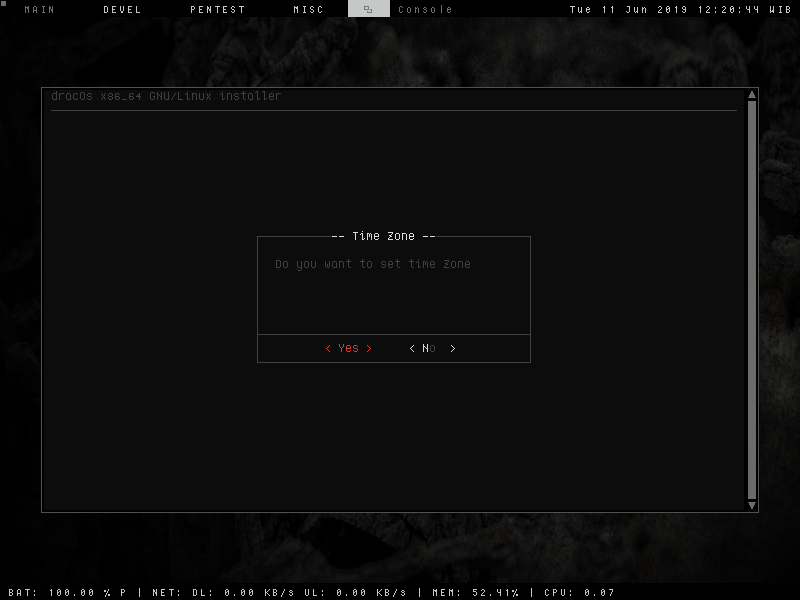 MAIN DEVEL PENTEST MISC Console Tue 11 Jun 2019 12:20:44 WIB
dracOs x86_64 GNU/Linux installer
-- Time Zone --
Do you want to set time Zone
< Yes > < No >
BAT: 100.00 % P | NET: DL: 0.00 KB/s UL: 0.00 KB/s | MEM: 52.41% | CPU: 0.07